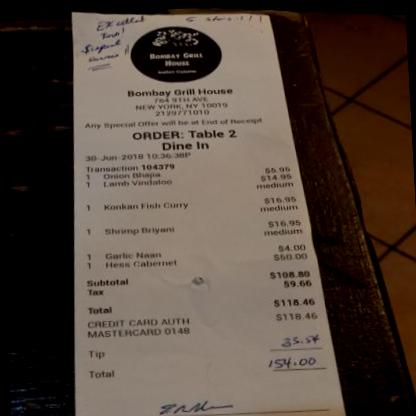 Excellent
food!
Superb
service!
5 stars!!!
BOMBAY GRILL
HOUSE
Indian Cuisine
Bombay Grill House
764 9TH AVE
NEW YORK, NY 10019
2129771010
Any Special Offer will be at End of Receipt
ORDER: Table 2
Dine In
30-Jun-2018 10:36:38P
Transaction 104379
1 Onion Bhajia $5.95
1 Lamb Vindaloo $14.95
medium
1 Konkan Fish Curry $16.95
medium
1 Shrimp Briyani $16.95
medium
1 Garlic Naan $4.00
1 Hess Cabernet $50.00
Subtotal $108.80
Tax $9.66
Total $118.46
CREDIT CARD AUTH $118.46
MASTERCARD 0148
Tip 35.54
Total 154.00